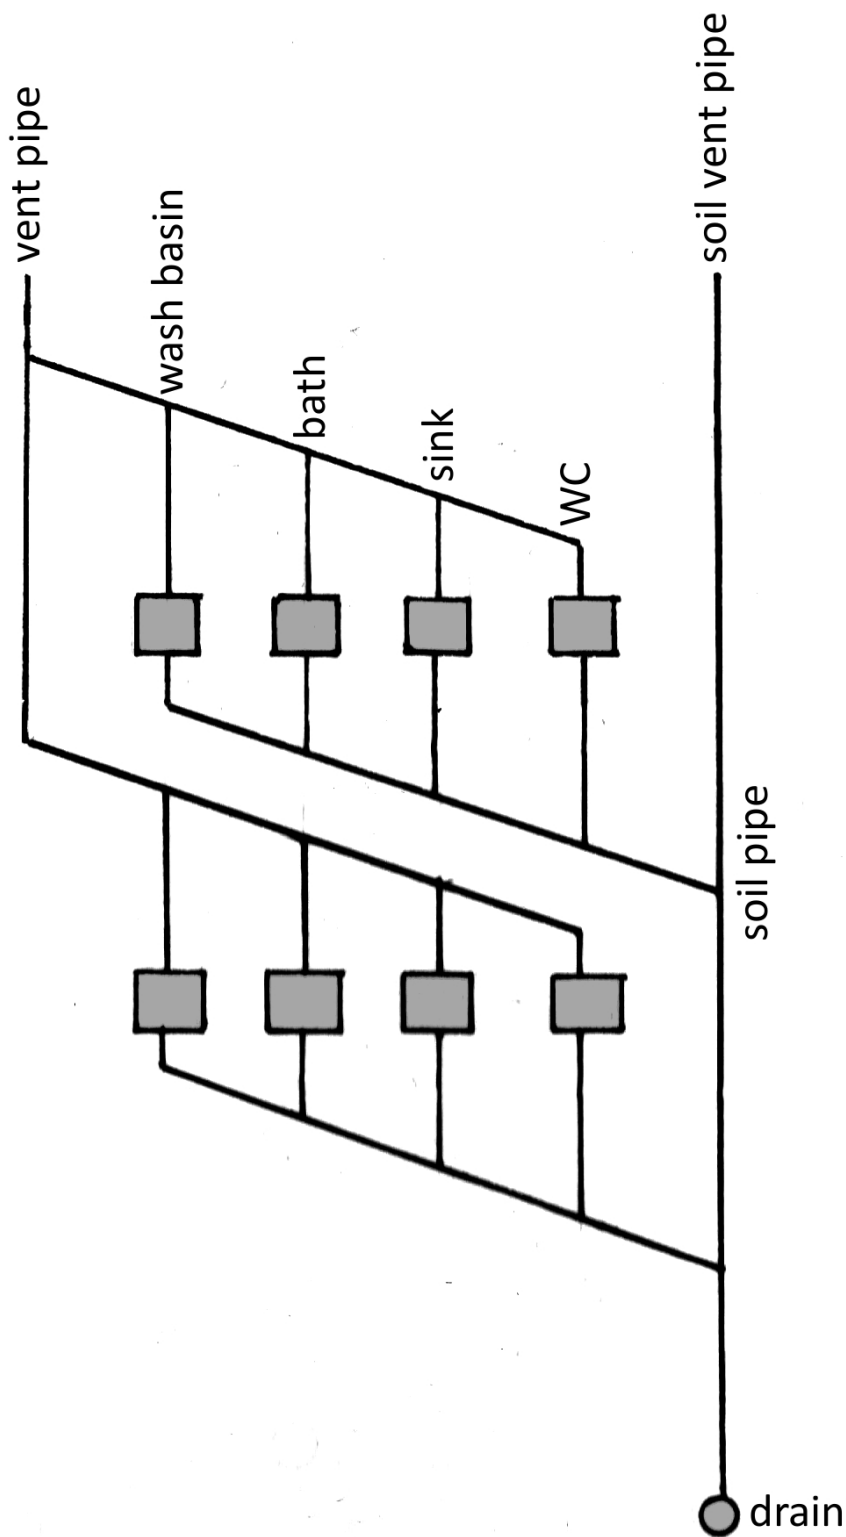 vent pipe
soil vent pipe
wash basin
bath
sink
WC
soil pipe
drain